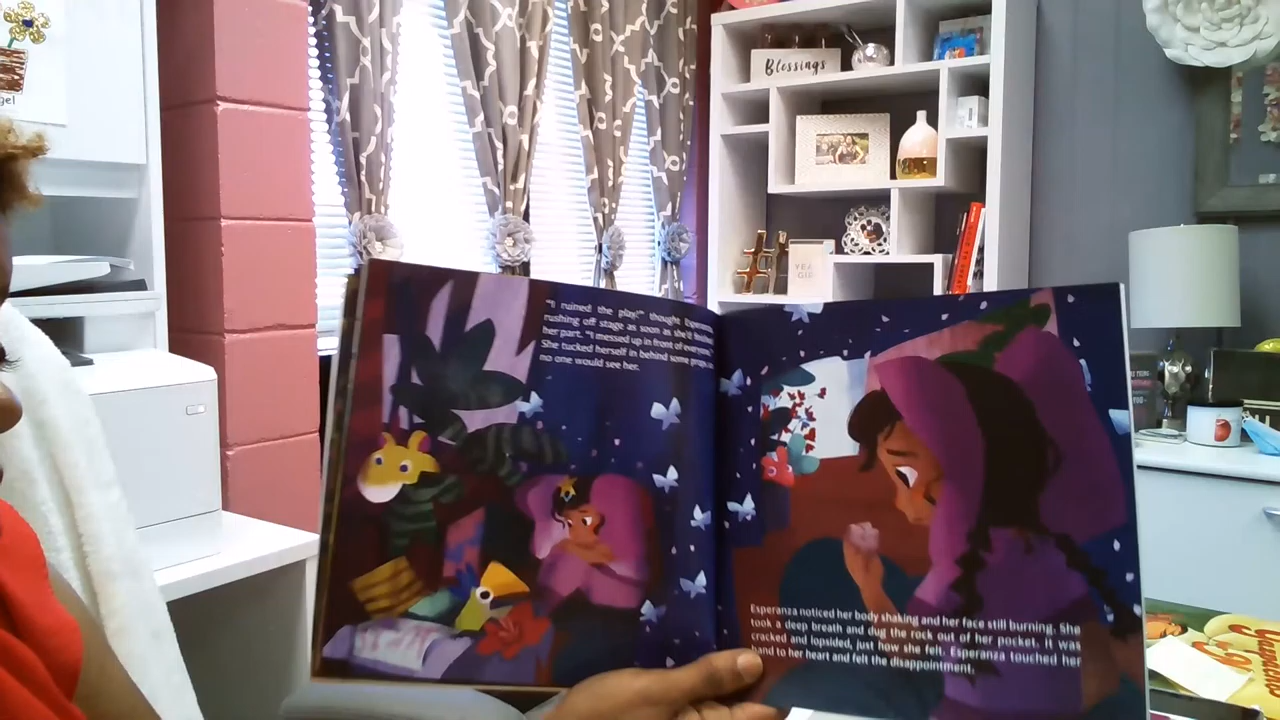 gel
Blessings
"I ruined the play!" thought Esperanza
rushing off stage as soon as she'd
her part. "I messed up in front of everyone."
She tucked herself in behind some props so
no one would see her.
Esperanza noticed her body shaking and her face still burning. She
took a deep breath and dug the rock out of her pocket. It was
cracked and lopsided, just how she felt. Esperanza touched her
hand to her heart and felt the disappointment.